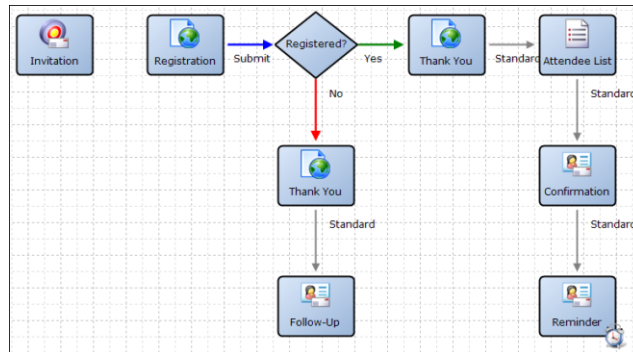 Invitation
Registration
Submit
Registered?
Yes
Thank You
Standard
Attendee List
No
Standard
Thank You
Confirmation
Standard
Standard
Follow-Up
Reminder